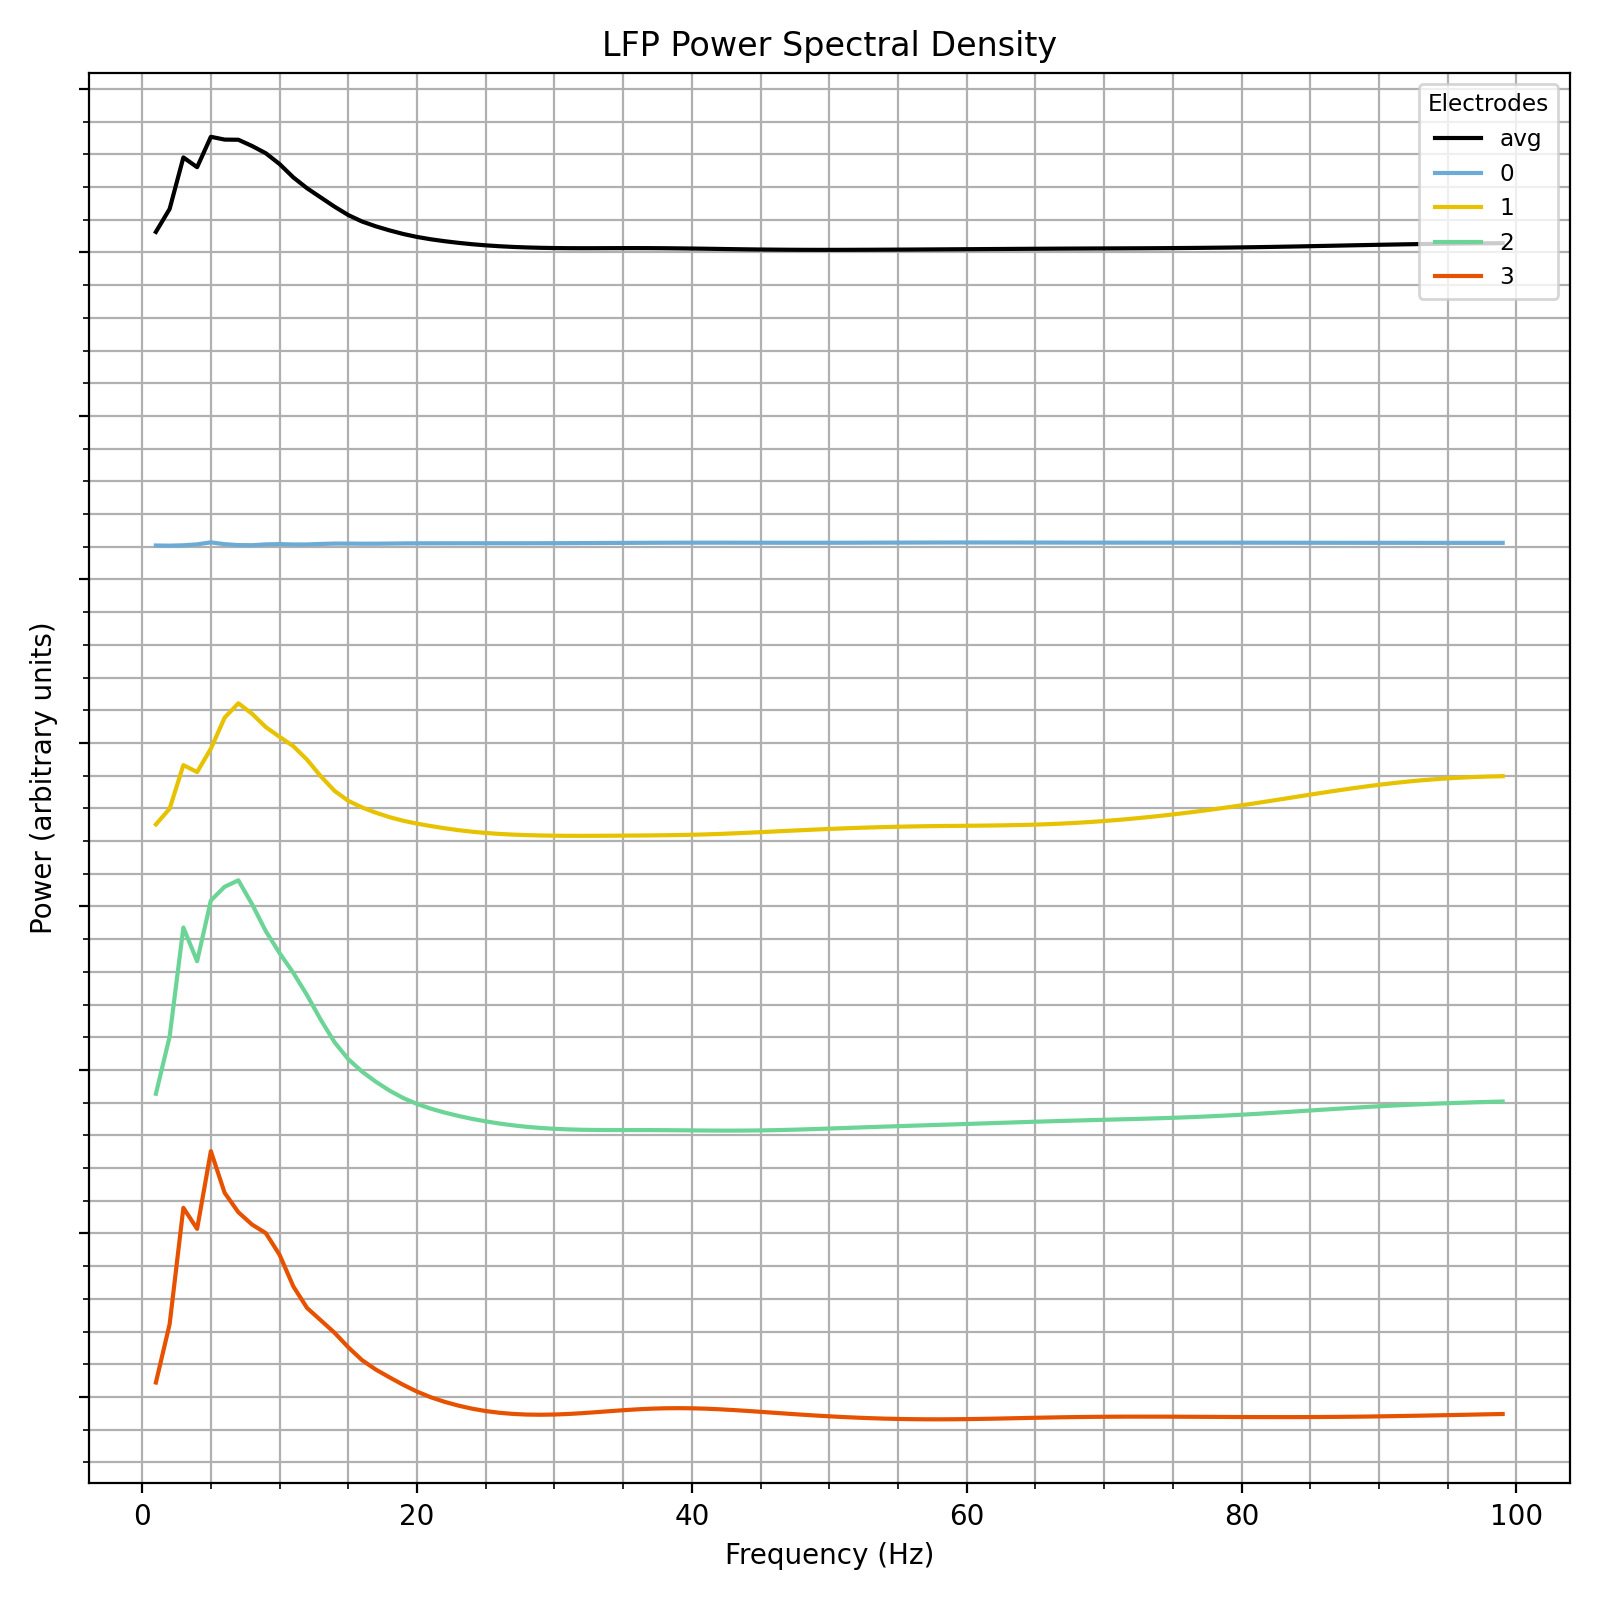 LFP Power Spectral Density
Electrodes
avg
0
1
2
3
Power (arbitrary units)
0 20 40 60 80 100
Frequency (Hz)